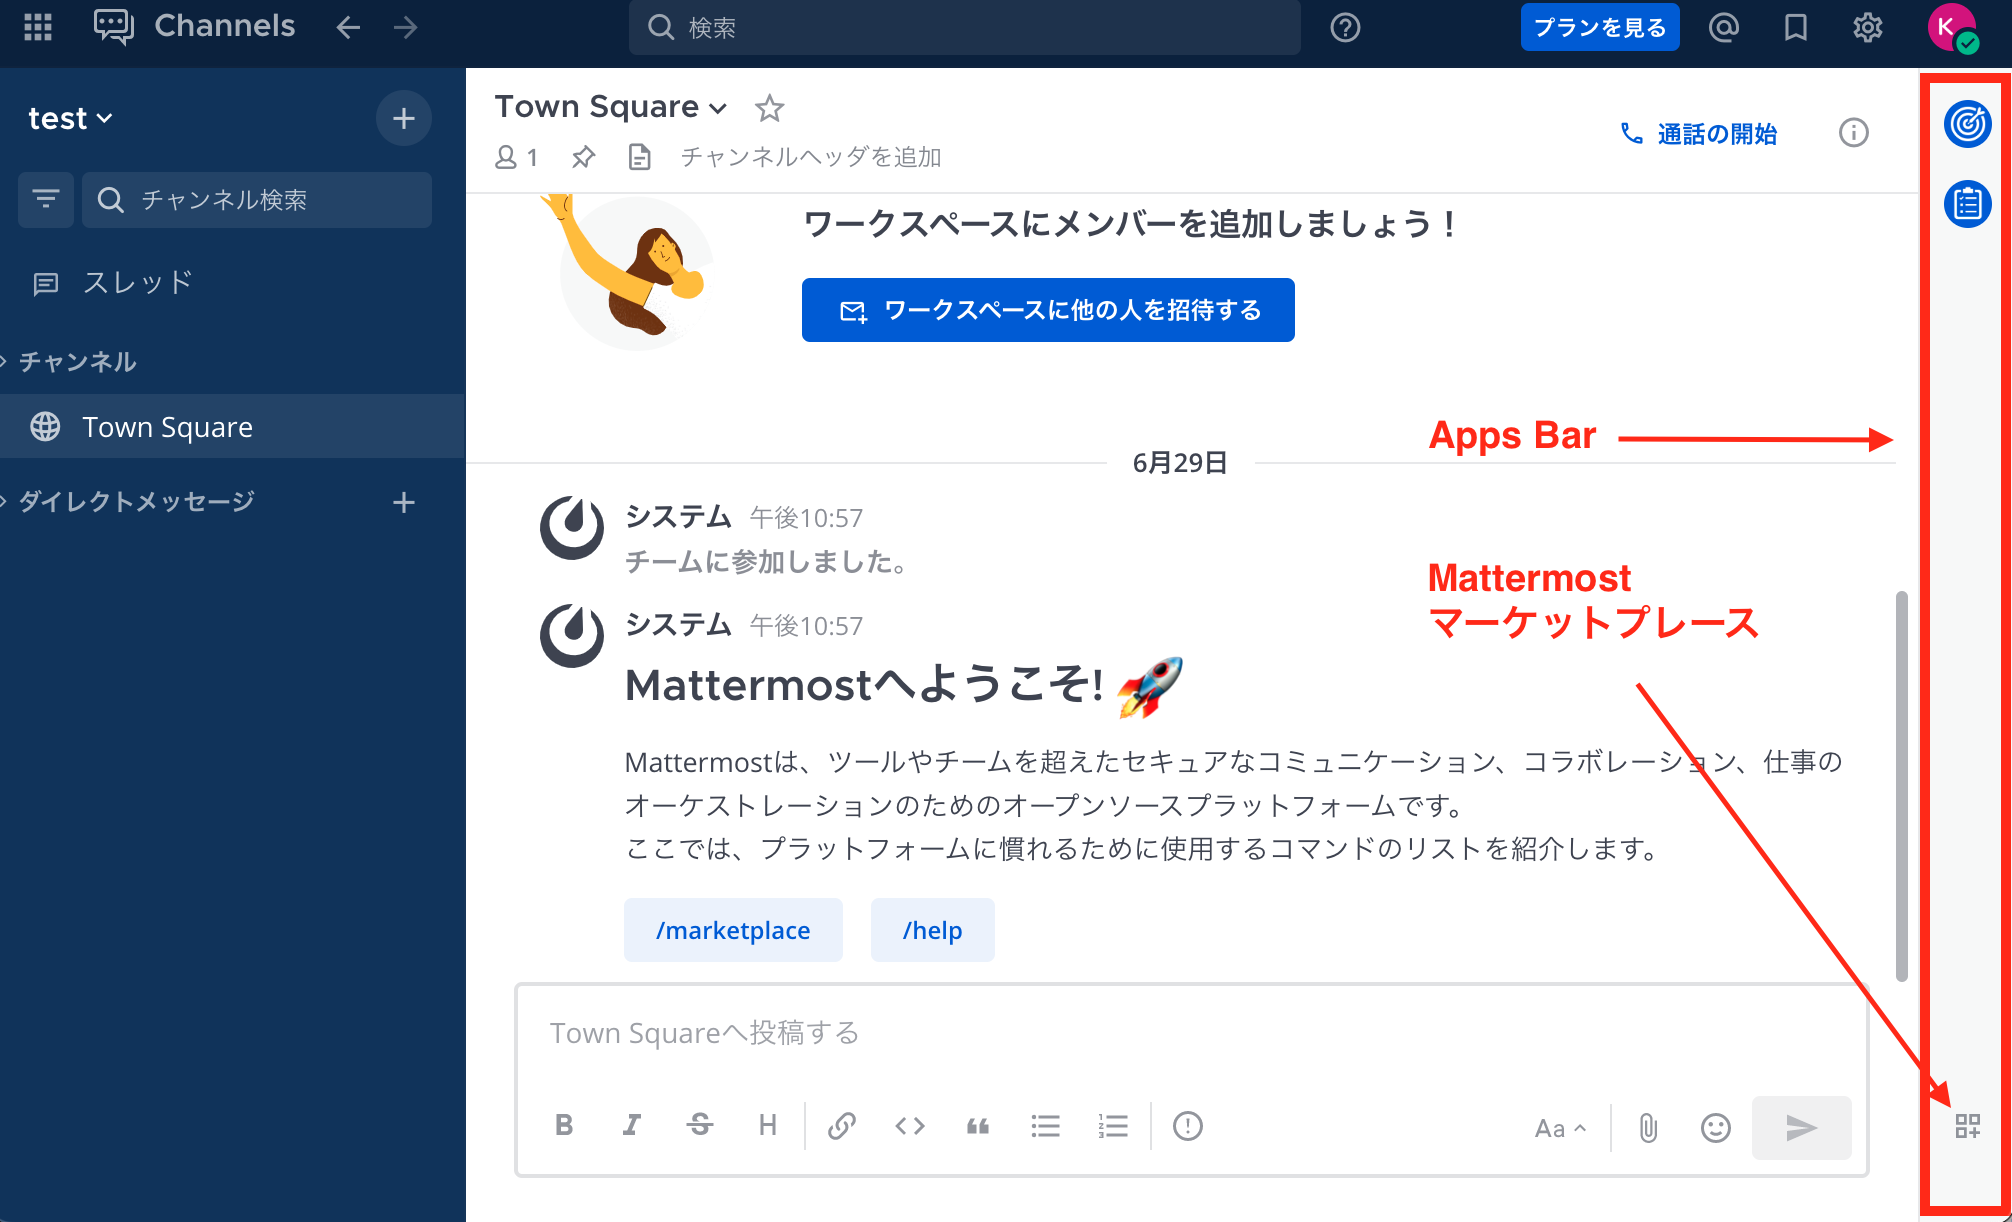 Channels
検索
プランを見る
K
test
チャンネル検索
スレッド
チャンネル
Town Square
ダイレクトメッセージ
Town Square
1
チャンネルヘッダを追加
通話の開始
ワークスペースにメンバーを追加しましょう！
ワークスペースに他の人を招待する
Apps Bar
6月29日
システム 午後10:57
チームに参加しました。
Mattermost
マーケットプレース
システム 午後10:57
Mattermostへようこそ! 🚀
Mattermostは、ツールやチームを超えたセキュアなコミュニケーション、コラボレーション、仕事の
オーケストレーションのためのオープンソースプラットフォームです。
ここでは、プラットフォームに慣れるために使用するコマンドのリストを紹介します。
/marketplace
/help
Town Squareへ投稿する
B I S H
Aa